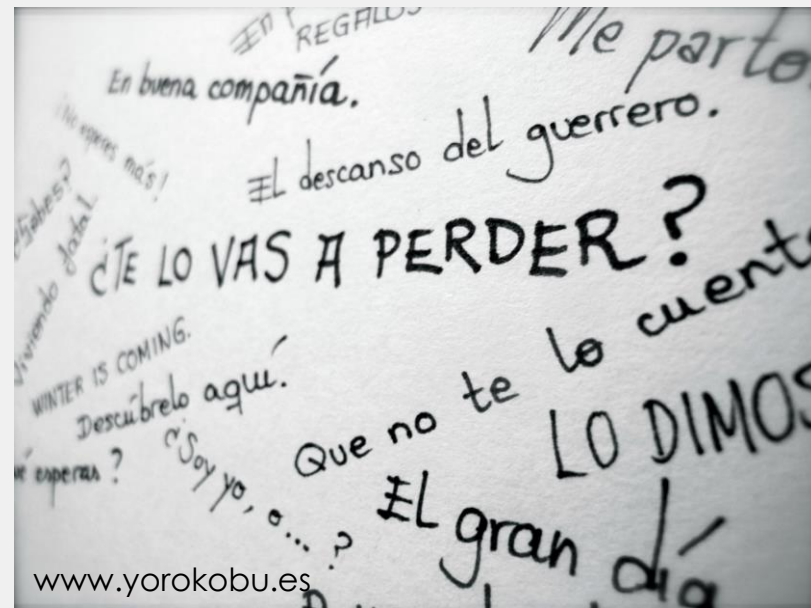 REGALOS
Me parto
En buena compañía.
¡No esperes más!
El descanso del guerrero.
¿Sabes?
¿TE LO VAS A PERDER?
Viviendo
Que no te lo cuent
WINTER IS COMING.
Descúbrelo aquí.
LO DIMOS
esperas?
¿Soy yo, o...?
El gran día
www.yorokobu.es